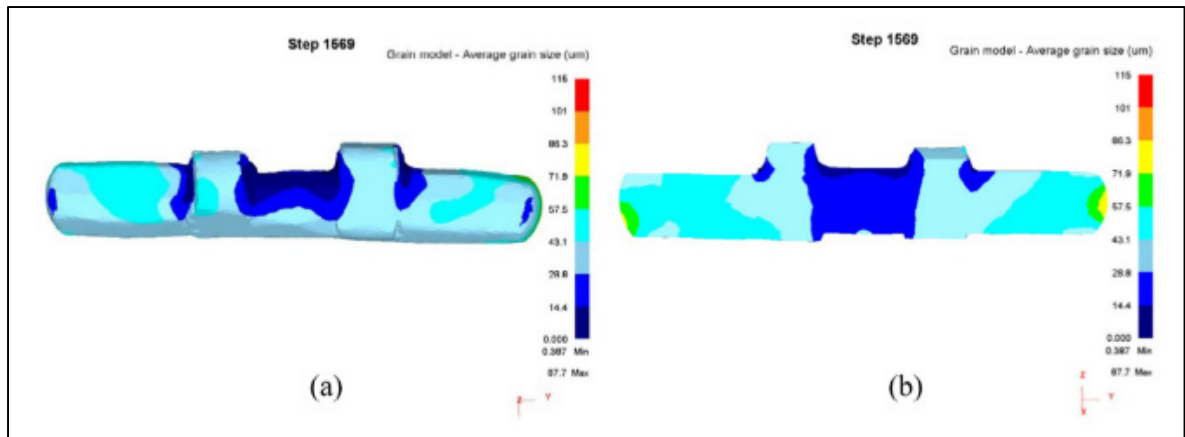 Step 1569
Grain model - Average grain size (um)
115
101
86.3
71.9
57.5
43.1
28.8
14.4
0.000
0.387 Min
87.7 Max
(a)
Y
Step 1569
Grain model - Average grain size (um)
115
101
86.3
71.9
57.5
43.1
28.8
14.4
0.000
0.387 Min
87.7 Max
(b)
Z
Y
X